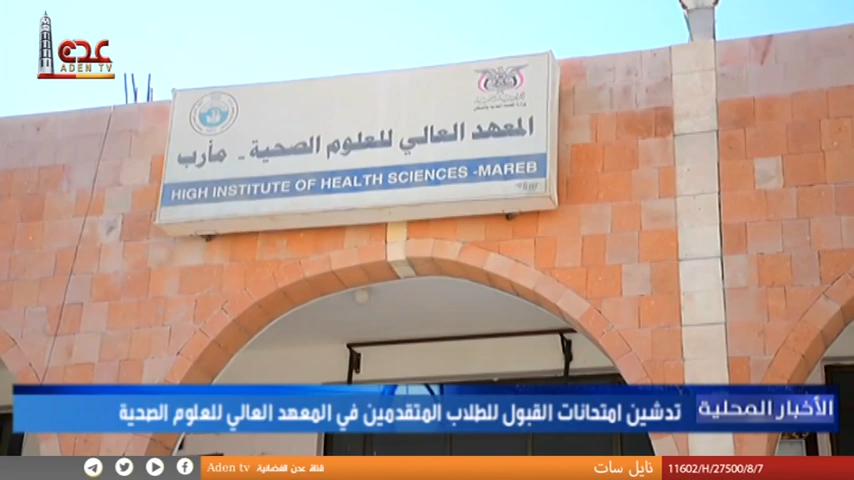 عدن
ADEN TV
المعهد العالي للعلوم الصحية - مأرب
HIGH INSTITUTE OF HEALTH SCIENCES -MAREB
الأخبار المحلية
تدشين امتحانات القبول للطلاب المتقدمين في المعهد العالي للعلوم الصحية
Aden tv قناة عدن الفضائية
نايل سات
11602/H/27500/8/7